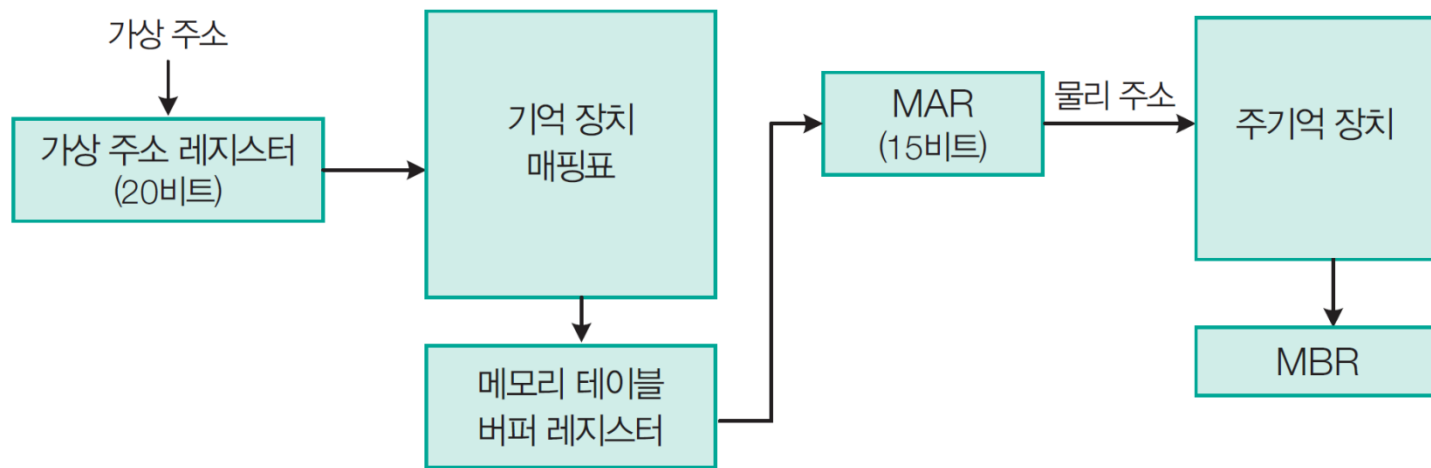 가상 주소
가상 주소 레지스터
(20비트)
기억 장치
매핑표
메모리 테이블
버퍼 레지스터
MAR
(15비트)
물리 주소
주기억 장치
MBR